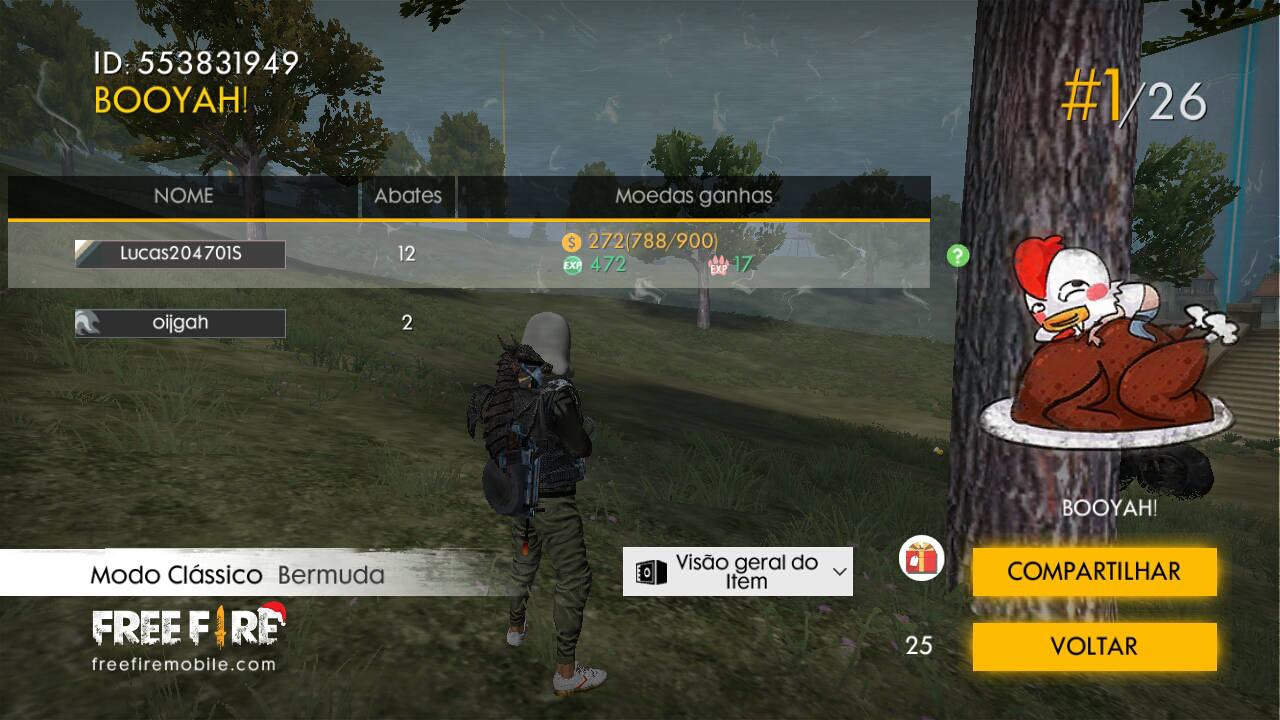 ID: 553831949
BOOYAH!
#1/26
NOME Abates Moedas ganhas
Lucas204701S 12 $ 272(788/900)
EXP 472 EXP 17
?
oijgah 2
BOOYAH!
Modo Clássico Bermuda
Visão geral do
Item
COMPARTILHAR
FREE FIRE
freefiremobile.com
25
VOLTAR